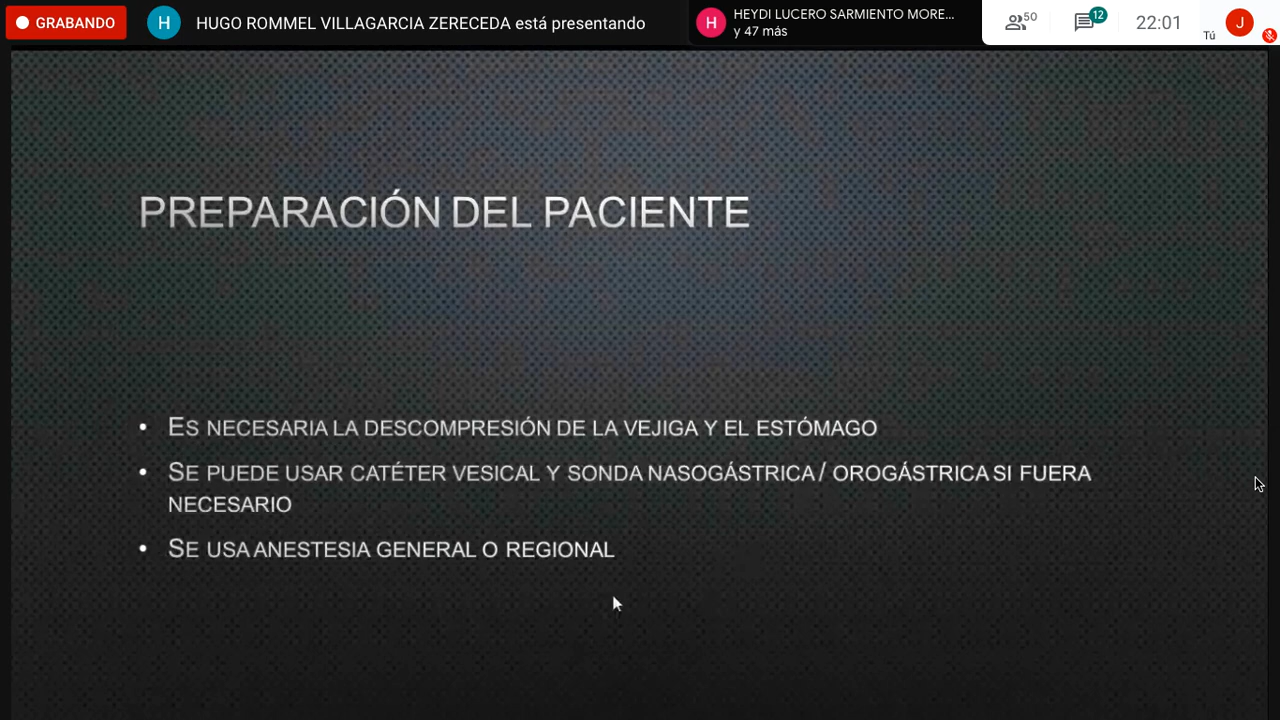 GRABANDO
H
HUGO ROMMEL VILLAGARCIA ZERECEDA está presentando
H
HEYDI LUCERO SARMIENTO MORE...
y 47 más
50
12
22:01
Tú
J
PREPARACIÓN DEL PACIENTE
• ES NECESARIA LA DESCOMPRESIÓN DE LA VEJIGA Y EL ESTÓMAGO
• SE PUEDE USAR CATÉTER VESICAL Y SONDA NASOGÁSTRICA / OROGÁSTRICA SI FUERA
NECESARIO
• SE USA ANESTESIA GENERAL O REGIONAL